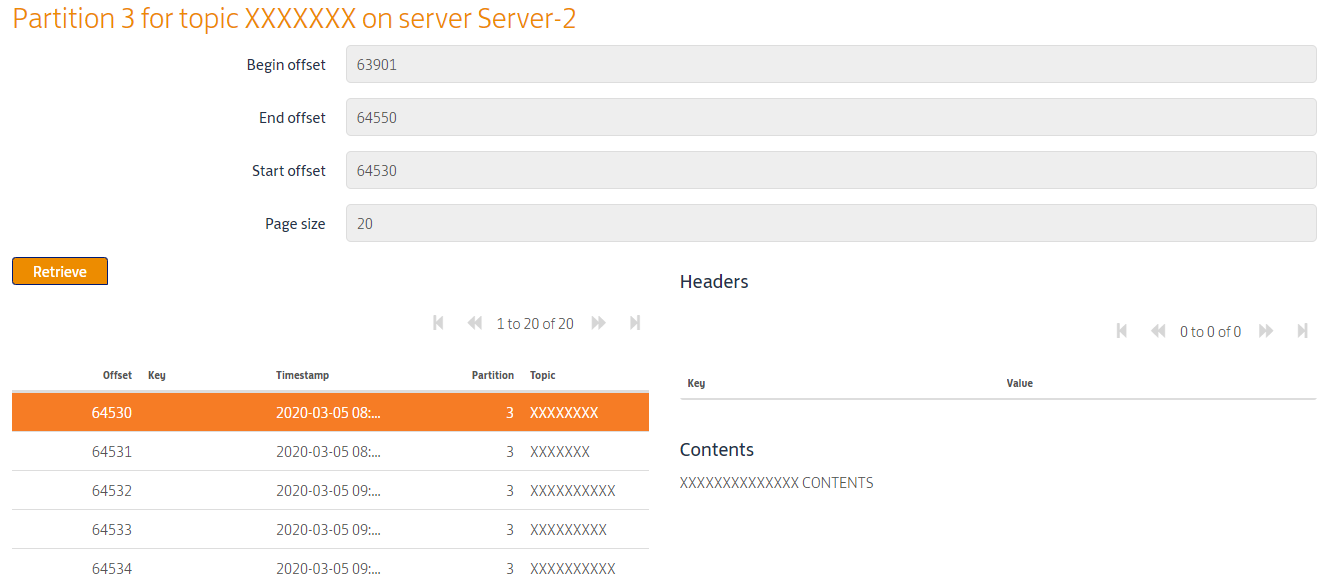 Partition 3 for topic XXXXXXX on server Server-2
Begin offset 63901
End offset 64550
Start offset 64530
Page size 20
Retrieve
1 to 20 of 20
Offset Key Timestamp Partition Topic
64530 2020-03-05 08:... 3 XXXXXXXX
64531 2020-03-05 08:... 3 XXXXXXX
64532 2020-03-05 09:... 3 XXXXXXXXXX
64533 2020-03-05 09:... 3 XXXXXXXXX
64534 2020-03-05 09:... 3 XXXXXXXXXX
Headers
0 to 0 of 0
Key Value
Contents
XXXXXXXXXXXXXX CONTENTS